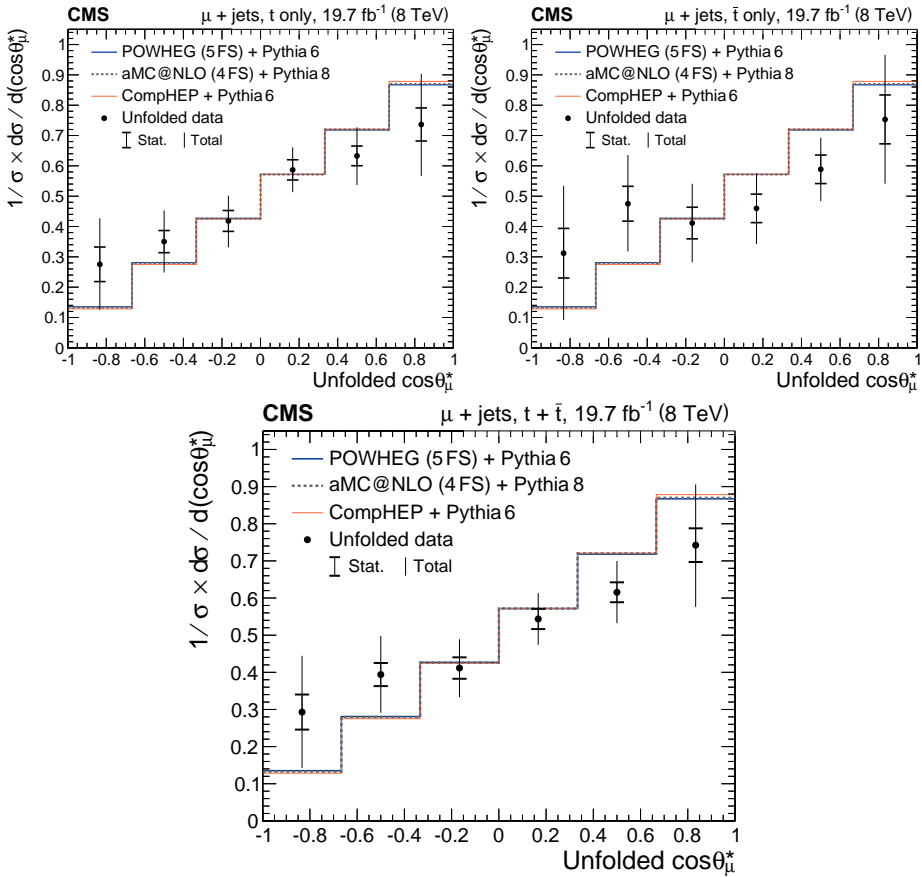 CMS μ + jets, t only, 19.7 fb⁻¹ (8 TeV)
1/ σ × dσ / d(cosθ*μ)
1
0.9
0.8
0.7
0.6
0.5
0.4
0.3
0.2
0.1
0
POWHEG (5 FS) + Pythia 6
aMC@NLO (4 FS) + Pythia 8
CompHEP + Pythia 6
Unfolded data
Stat. Total
-1 -0.8 -0.6 -0.4 -0.2 0 0.2 0.4 0.6 0.8 1
Unfolded cosθ*μ
CMS μ + jets, t̄ only, 19.7 fb⁻¹ (8 TeV)
1/ σ × dσ / d(cosθ*μ)
1
0.9
0.8
0.7
0.6
0.5
0.4
0.3
0.2
0.1
0
POWHEG (5 FS) + Pythia 6
aMC@NLO (4 FS) + Pythia 8
CompHEP + Pythia 6
Unfolded data
Stat. Total
-1 -0.8 -0.6 -0.4 -0.2 0 0.2 0.4 0.6 0.8 1
Unfolded cosθ*μ
CMS μ + jets, t + t̄, 19.7 fb⁻¹ (8 TeV)
1/ σ × dσ / d(cosθ*μ)
1
0.9
0.8
0.7
0.6
0.5
0.4
0.3
0.2
0.1
0
POWHEG (5 FS) + Pythia 6
aMC@NLO (4 FS) + Pythia 8
CompHEP + Pythia 6
Unfolded data
Stat. Total
-1 -0.8 -0.6 -0.4 -0.2 0 0.2 0.4 0.6 0.8 1
Unfolded cosθ*μ